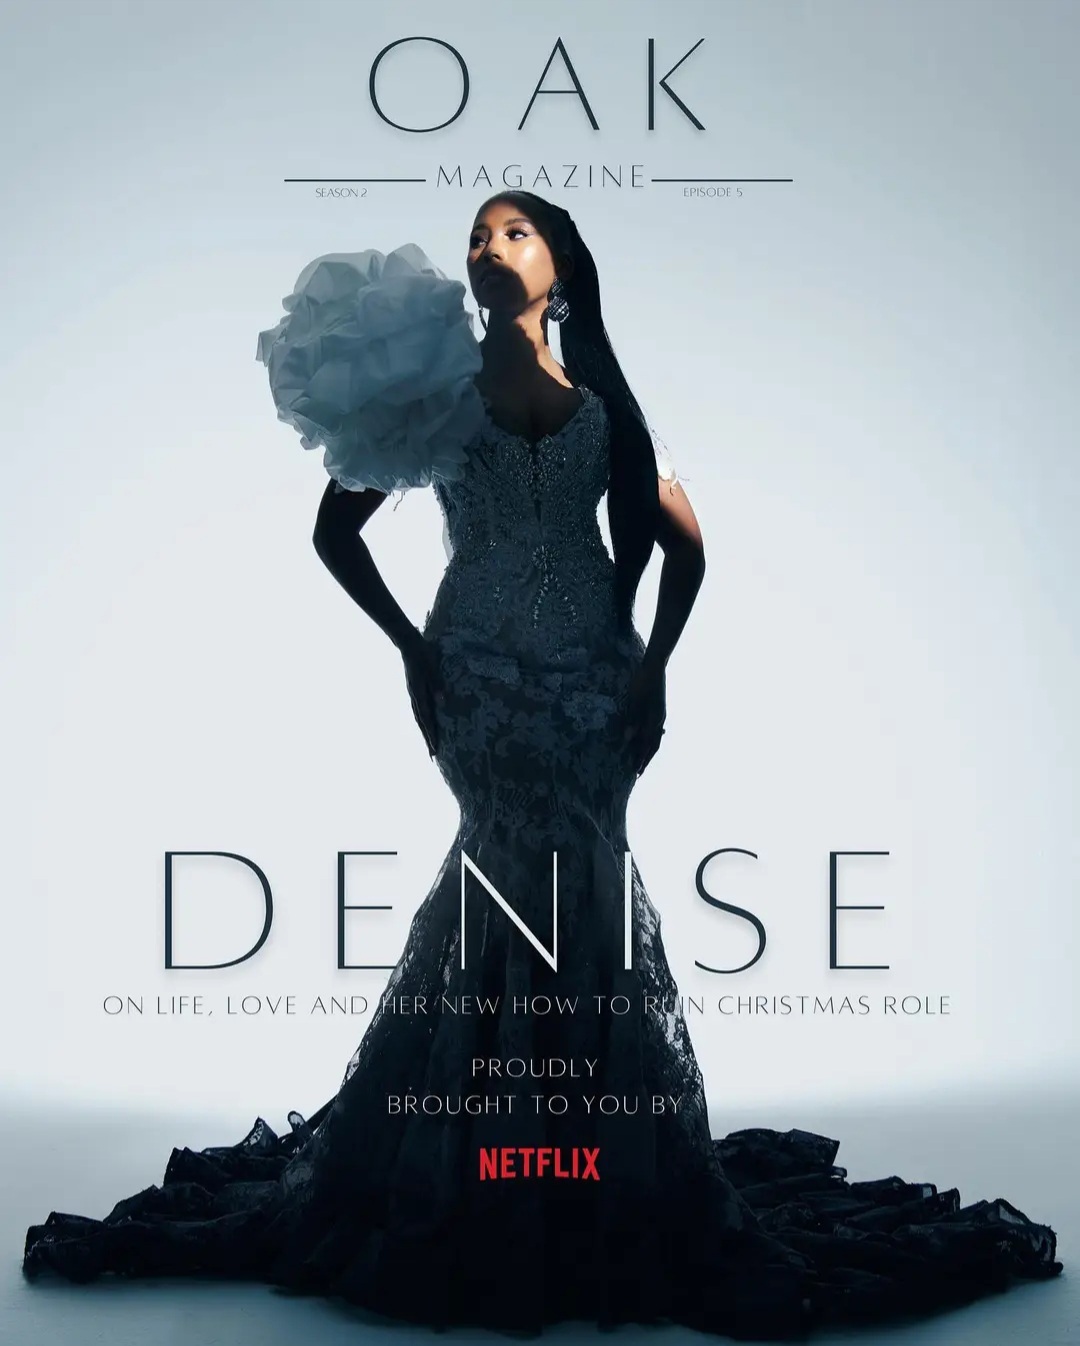 OAK
MAGAZINE
SEASON 2 EPISODE 5
DENISE
ON LIFE, LOVE AND HER NEW HOW TO RUIN CHRISTMAS ROLE
PROUDLY
BROUGHT TO YOU BY
NETFLIX